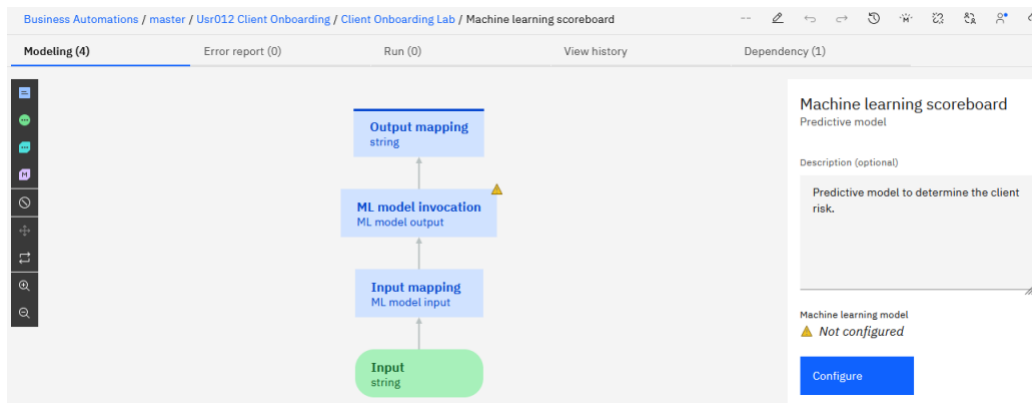 Business Automations / master / Usr012 Client Onboarding / Client Onboarding Lab / Machine learning scoreboard
--
Modeling (4)
Error report (0)
Run (0)
View history
Dependency (1)
Output mapping
string
ML model invocation
ML model output
Input mapping
ML model input
Input
string
Machine learning scoreboard
Predictive model
Description (optional)
Predictive model to determine the client
risk.
Machine learning model
Not configured
Configure